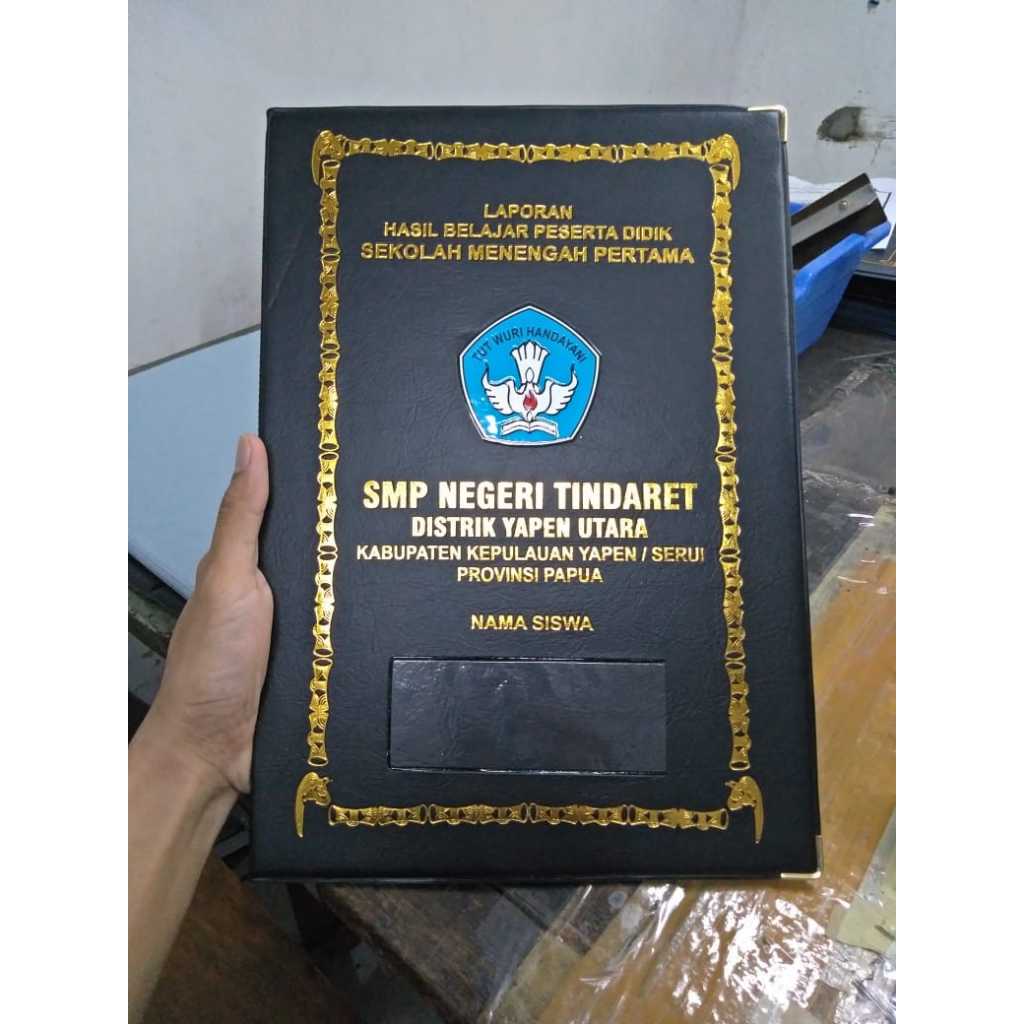 LAPORAN
HASIL BELAJAR PESERTA DIDIK
SEKOLAH MENENGAH PERTAMA
TUT WURI HANDAYANI
SMP NEGERI TINDARET
DISTRIK YAPEN UTARA
KABUPATEN KEPULAUAN YAPEN / SERUI
PROVINSI PAPUA
NAMA SISWA